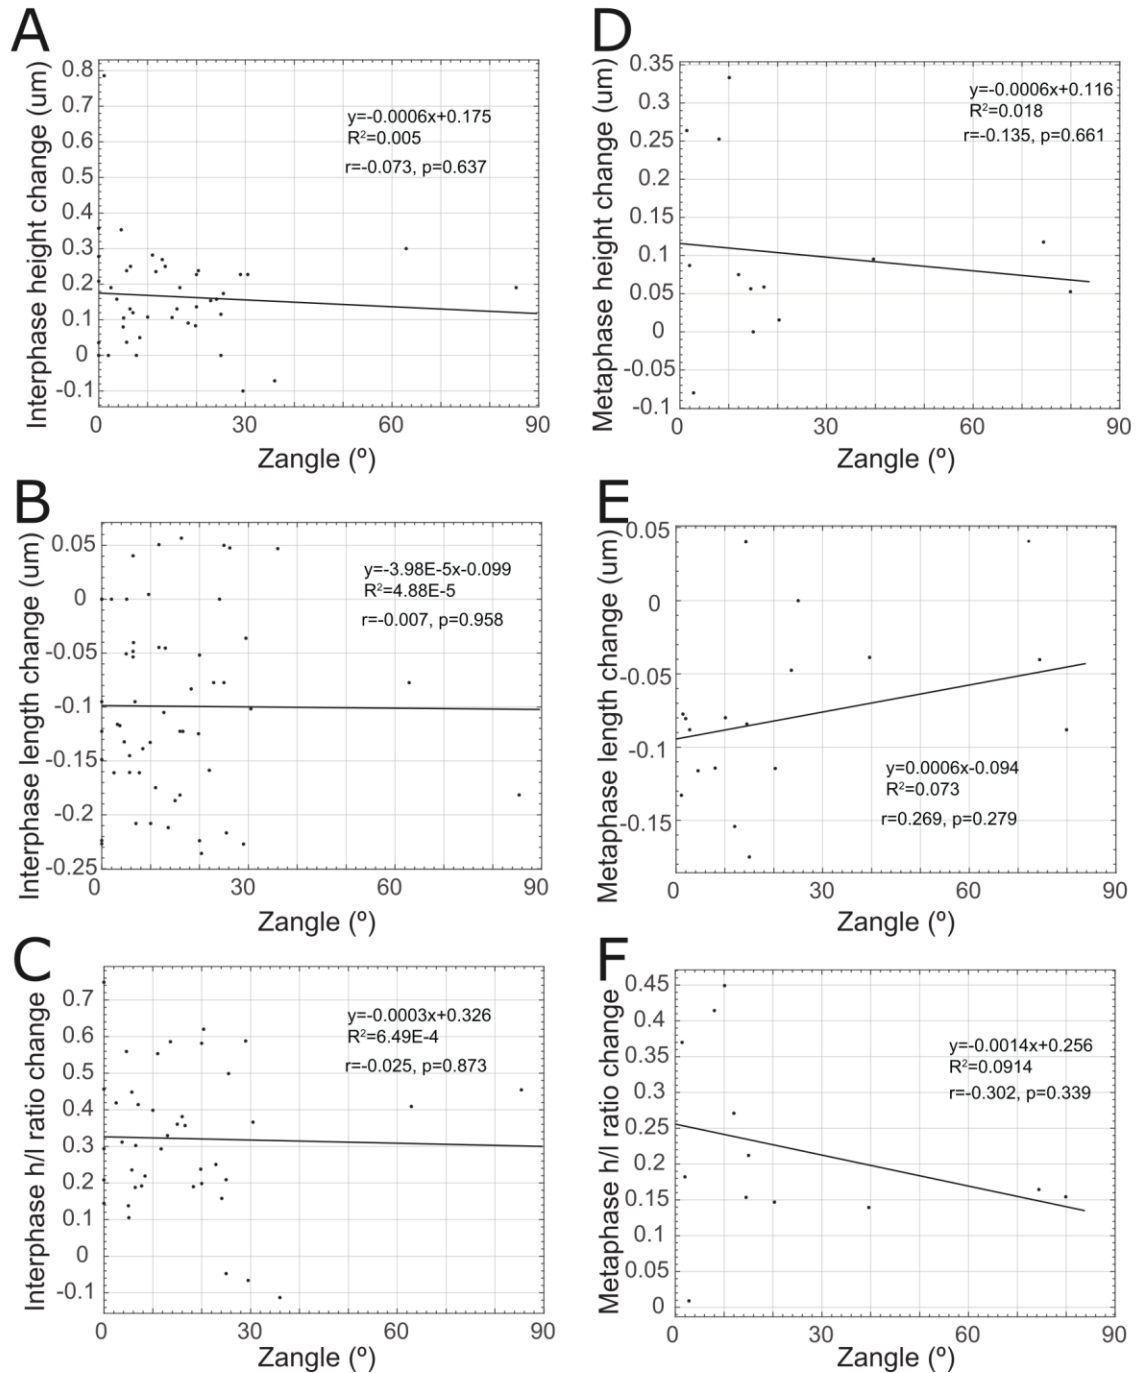 A
Interphase height change (um)
0.8
0.7
0.6
0.5
0.4
0.3
0.2
0.1
0
-0.1
y=-0.0006x+0.175
R²=0.005
r=-0.073, p=0.637
0 30 60 90
Zangle (º)
D
Metaphase height change (um)
0.35
0.3
0.25
0.2
0.15
0.1
0.05
0
-0.05
-0.1
y=-0.0006x+0.116
R²=0.018
r=-0.135, p=0.661
0 30 60 90
Zangle (º)
B
Interphase length change (um)
0.05
0
-0.05
-0.1
-0.15
-0.2
-0.25
y=-3.98E-5x-0.099
R²=4.88E-5
r=-0.007, p=0.958
0 30 60 90
Zangle (º)
E
Metaphase length change (um)
0.05
0
-0.05
-0.1
-0.15
y=0.0006x-0.094
R²=0.073
r=0.269, p=0.279
0 30 60 90
Zangle (º)
C
Interphase h/l ratio change
0.7
0.6
0.5
0.4
0.3
0.2
0.1
0
-0.1
y=-0.0003x+0.326
R²=6.49E-4
r=-0.025, p=0.873
0 30 60 90
Zangle (º)
F
Metaphase h/l ratio change
0.45
0.4
0.35
0.3
0.25
0.2
0.15
0.1
0.05
0
y=-0.0014x+0.256
R²=0.0914
r=-0.302, p=0.339
0 30 60 90
Zangle (º)